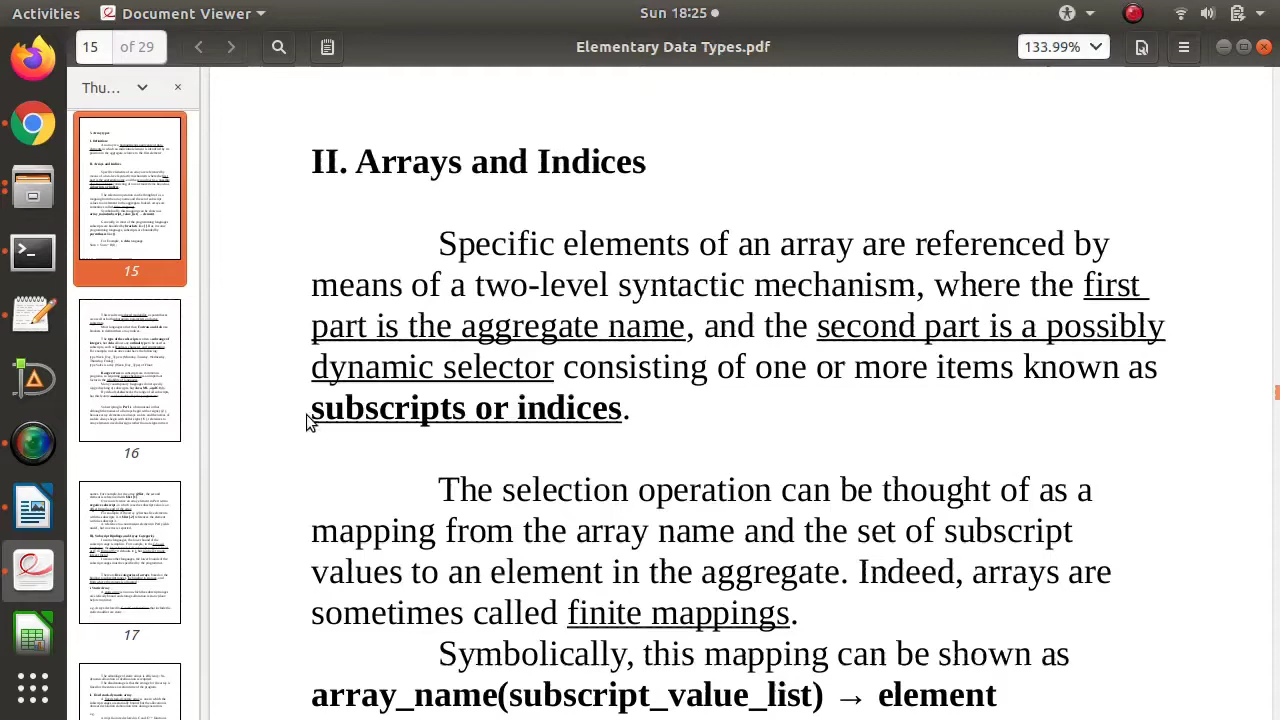 Activities Document Viewer Sun 18:25
15 of 29 Elementary Data Types.pdf 133.99%
Thu...
15
16
17
II. Arrays and Indices
Specific elements of an array are referenced by
means of a two-level syntactic mechanism, where the first
part is the aggregate name, and the second part is a possibly
dynamic selector consisting of one or more items known as
subscripts or indices.
The selection operation can be thought of as a
mapping from the array name and the set of subscript
values to an element in the aggregate. Indeed, arrays are
sometimes called finite mappings.
Symbolically, this mapping can be shown as
array_name(subscript_value_list) → element